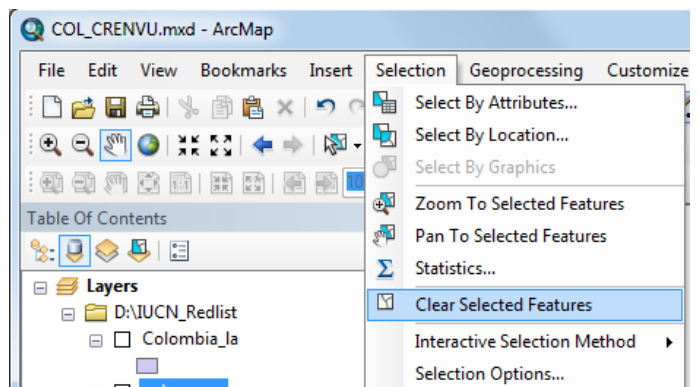 COL_CRENVU.mxd - ArcMap
File Edit View Bookmarks Insert Selection Geoprocessing Customize
Select By Attributes...
Select By Location...
Select By Graphics
Zoom To Selected Features
Table Of Contents
Pan To Selected Features
Statistics...
Layers
Clear Selected Features
D:\IUCN_Redlist
Colombia_la
Interactive Selection Method
Selection Options...